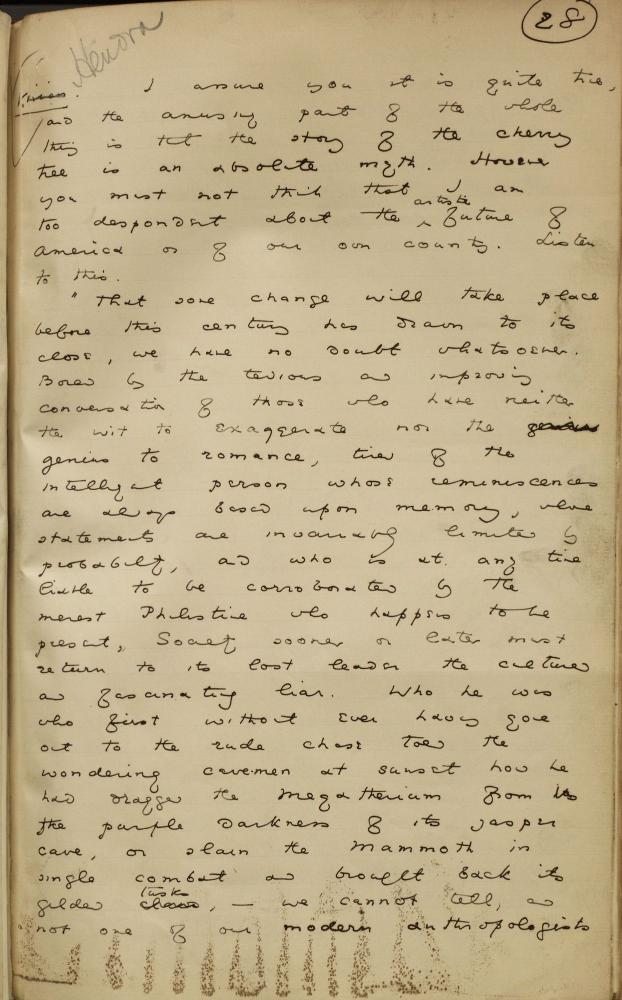 28
Vivian. I assure you it is quite true,
and the amusing part of the whole
thing is that the story of the cherry
tree is an absolute myth. However
you must not think that I am
artistic
too despondent about the ^ future of
America or of our own country. Listen
to this.
" That some change will take place
before this century has drawn to its
close, we have no doubt whatsoever.
Bored by the tedious and improving
conversation of those who have neither
the wit to exaggerate nor the genius
genius to romance, tired of the
intelligent person whose reminiscences
are always based upon memory, whose
statements are invariably limited by
probability, and who is at any time
liable to be corroborated by the
merest Philistine who happens to be
present, Society sooner or later must
return to its lost leader the cultured
and fascinating liar. Who he was
who first without ever having gone
out to the rude chase told the
wondering cavemen at sunset how he
had dragged the Megatherium from its
the purple darkness of its jasper
cave, or slain the Mammoth in
single combat and brought back its
tusks
gilded , — we cannot tell, and
not one of our modern anthropologists